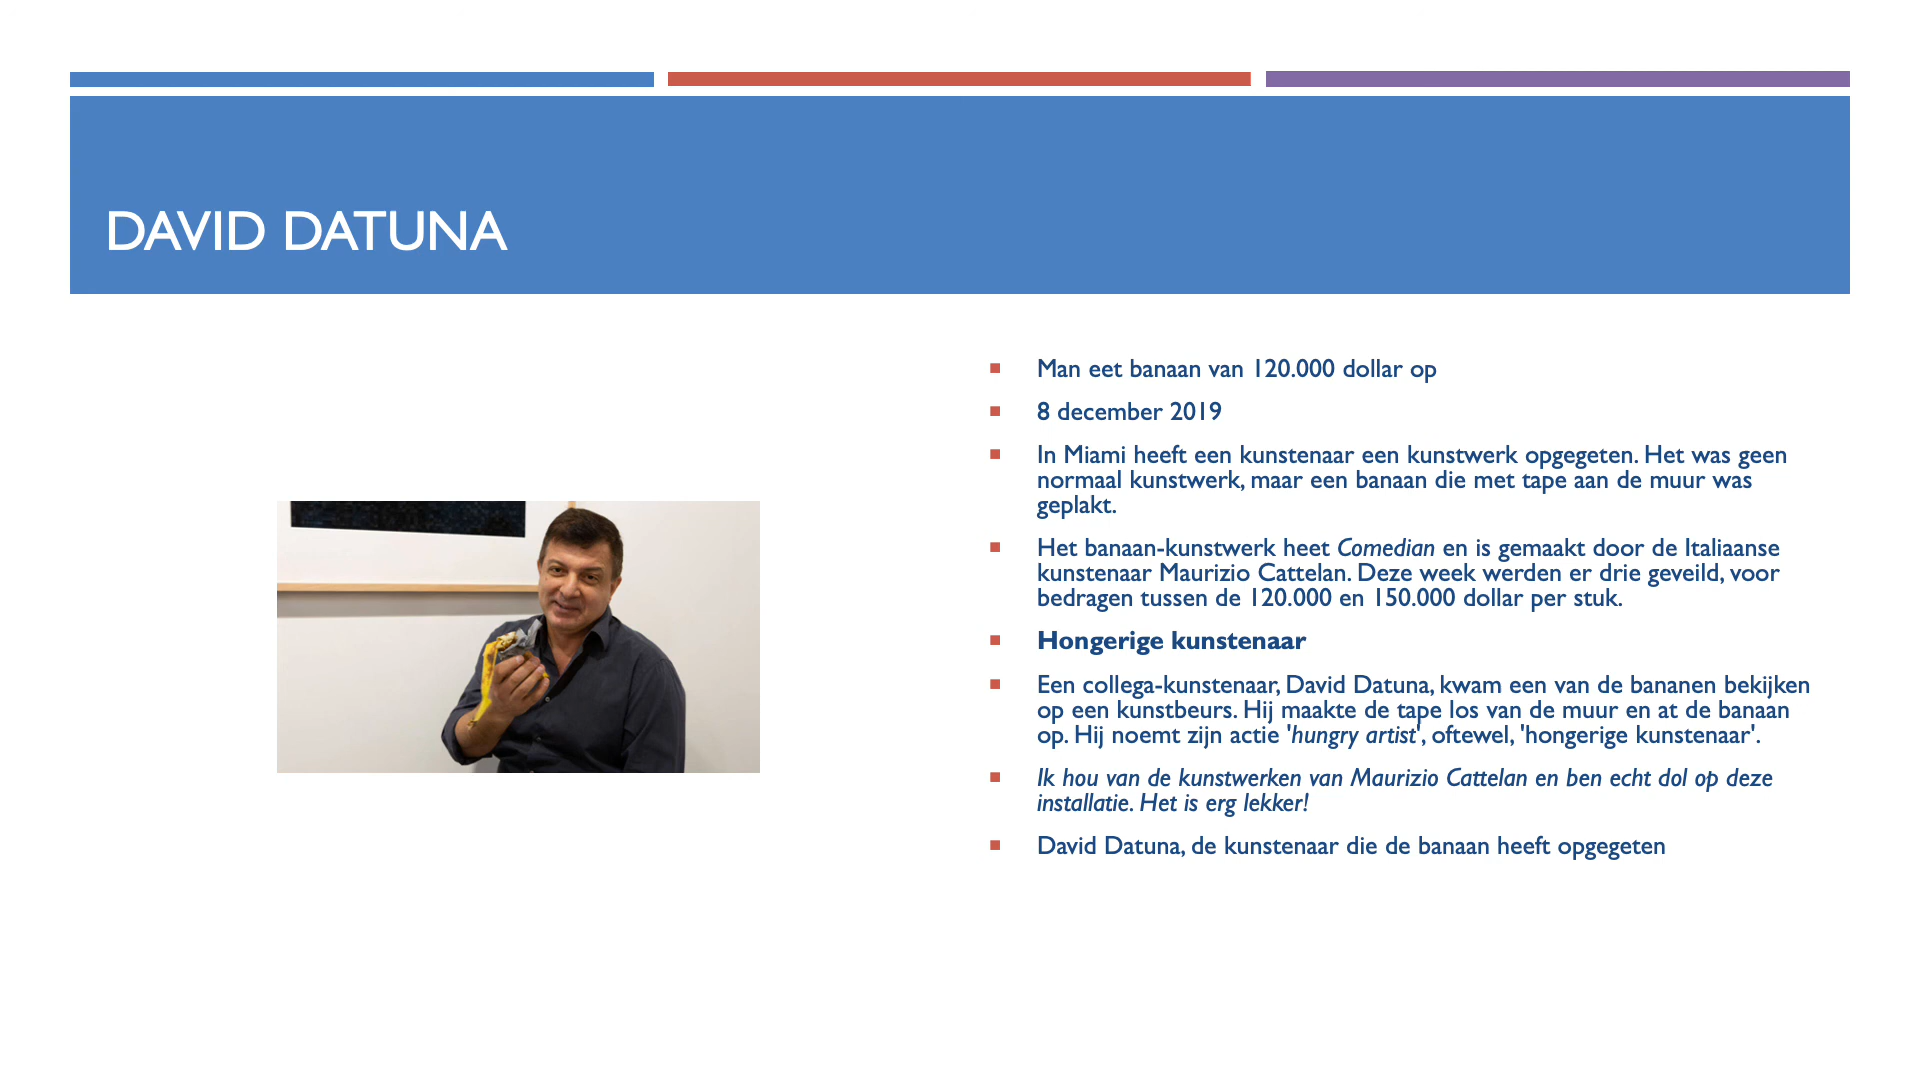 DAVID DATUNA
Man eet banaan van 120.000 dollar op
8 december 2019
In Miami heeft een kunstenaar een kunstwerk opgegeten. Het was geen
normaal kunstwerk, maar een banaan die met tape aan de muur was
geplakt.
Het banaan-kunstwerk heet Comedian en is gemaakt door de Italiaanse
kunstenaar Maurizio Cattelan. Deze week werden er drie geveild, voor
bedragen tussen de 120.000 en 150.000 dollar per stuk.
Hongerige kunstenaar
Een collega-kunstenaar, David Datuna, kwam een van de bananen bekijken
op een kunstbeurs. Hij maakte de tape los van de muur en at de banaan
op. Hij noemt zijn actie 'hungry artist', oftewel, 'hongerige kunstenaar'.
Ik hou van de kunstwerken van Maurizio Cattelan en ben echt dol op deze
installatie. Het is erg lekker!
David Datuna, de kunstenaar die de banaan heeft opgegeten